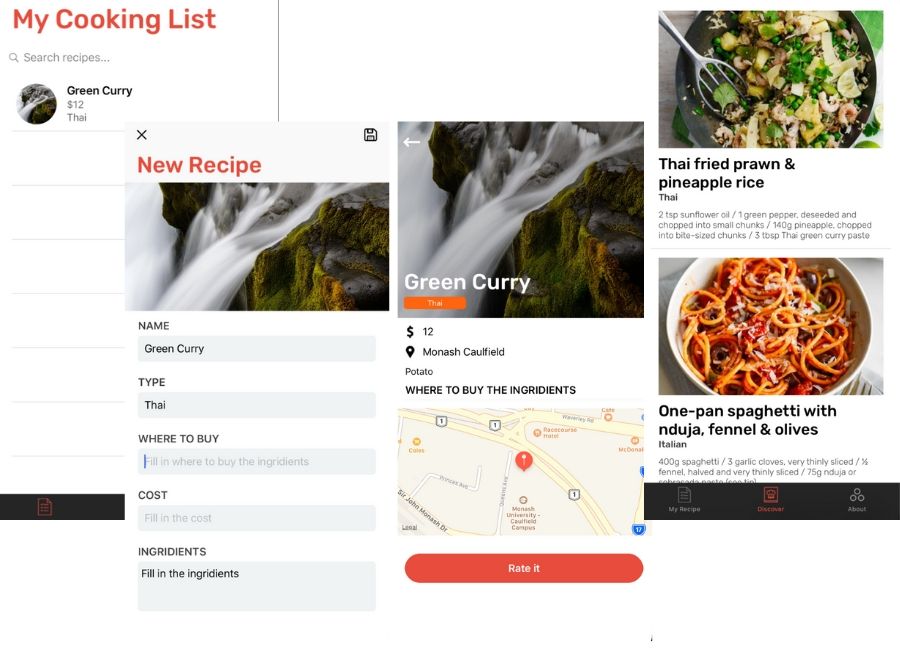 My Cooking List
Search recipes...
Green Curry
$12
Thai
New Recipe
NAME
Green Curry
TYPE
Thai
WHERE TO BUY
Fill in where to buy the ingridients
COST
Fill in the cost
INGRIDIENTS
Fill in the ingridients
Green Curry
Thai
$ 12
Monash Caulfield
Potato
WHERE TO BUY THE INGRIDIENTS
Waverley Rd
Cafe
1
1
Racecourse
Hotel
Coles
McDonal
Princes Ave
Queens Ave
Sir John Monash Dr
1
Monash
University -
Caulfield
Campus
Legal
17
Rate it
Thai fried prawn &
pineapple rice
Thai
2 tsp sunflower oil / 1 green pepper, deseeded and
chopped into small chunks / 140g pineapple, chopped
into bite-sized chunks / 3 tbsp Thai green curry paste
One-pan spaghetti with
nduja, fennel & olives
Italian
400g spaghetti / 3 garlic cloves, very thinly sliced / ½
fennel, halved and very thinly sliced / 75g nduja or
My Recipe
Discover
About